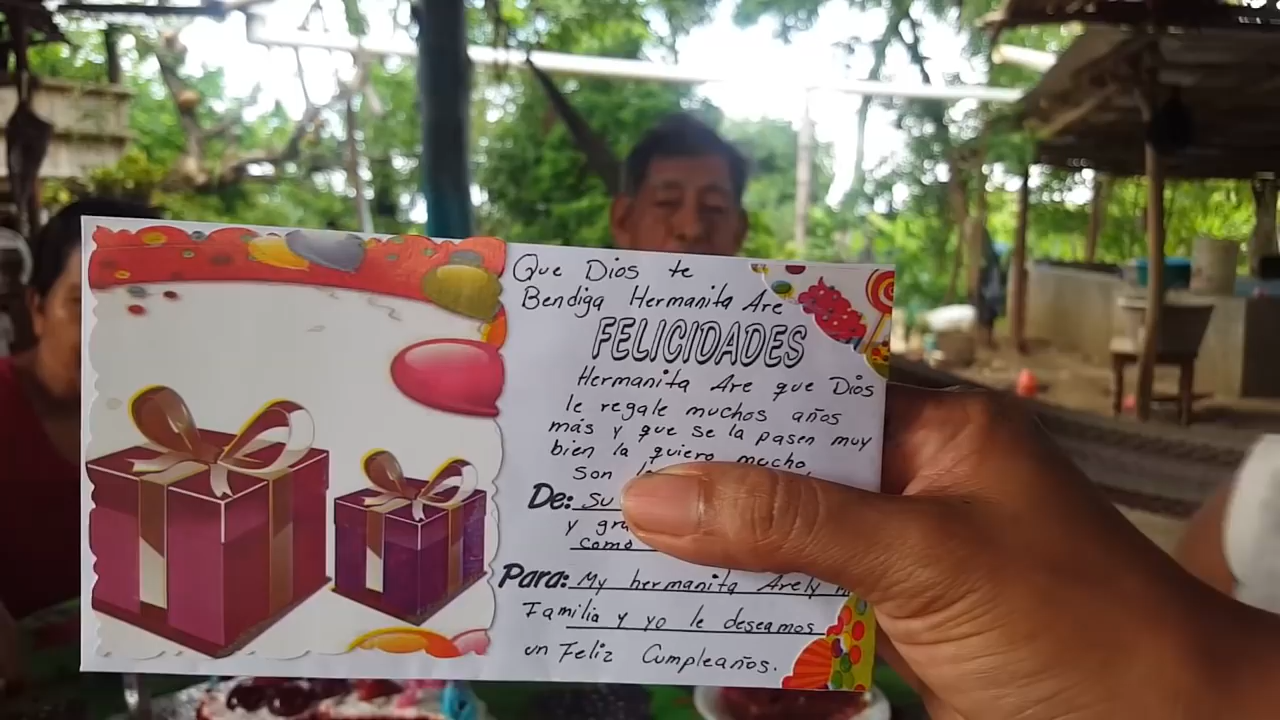 Que Dios te
Bendiga Hermanita Are
FELICIDADES
Hermanita Are que Dios
le regale muchos años
más y que se la pasen muy
bien la quiero mucho
Son
De: Su
y
como
Para: My hermanita Arely
Familia y yo le deseamos
un Feliz Cumpleaños.